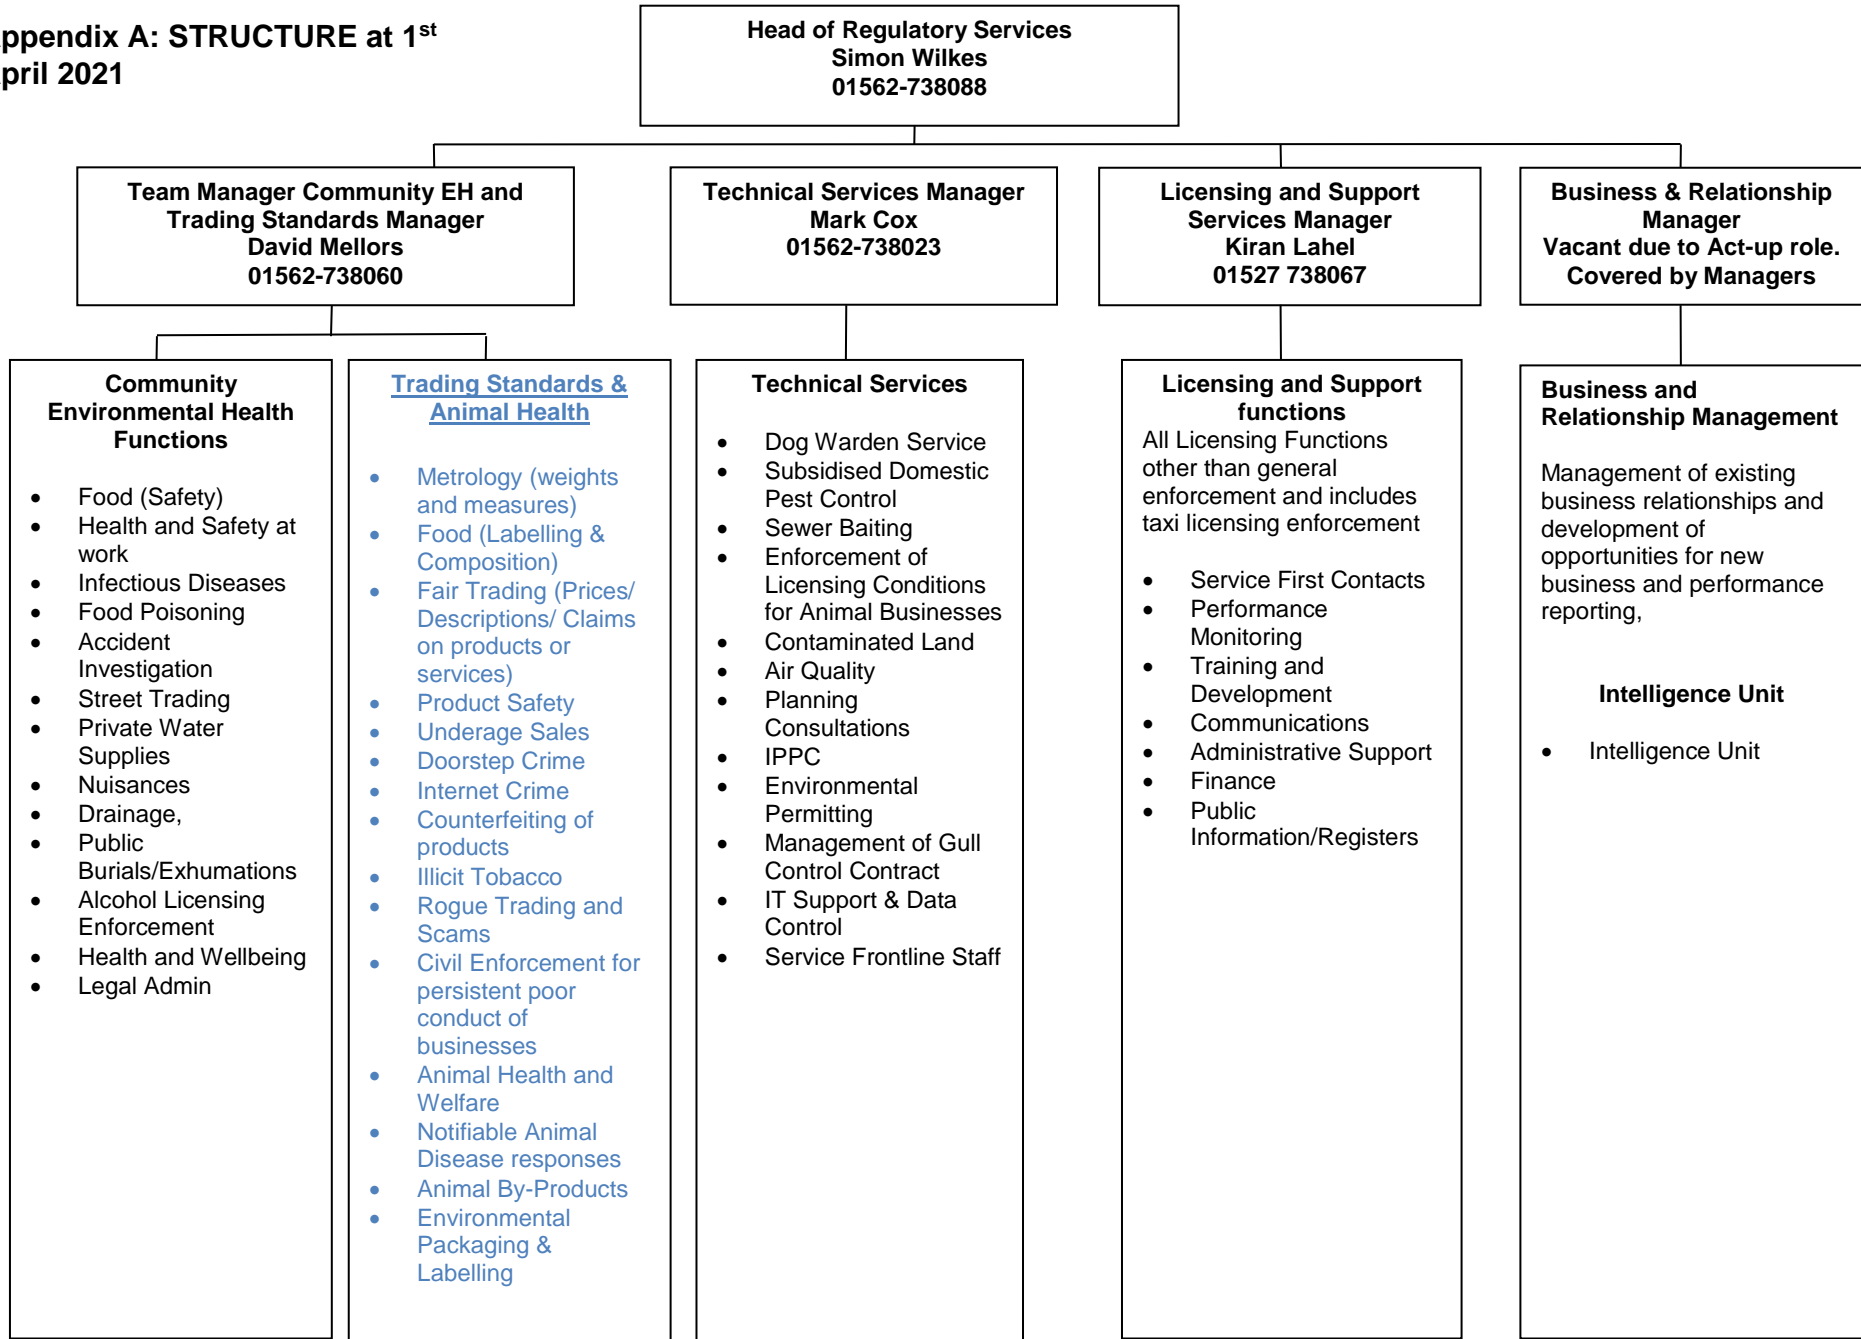 ppendix A: STRUCTURE at 1st
pril 2021
Head of Regulatory Services
Simon Wilkes
01562-738088
Team Manager Community EH and
Trading Standards Manager
David Mellors
01562-738060
Technical Services Manager
Mark Cox
01562-738023
Licensing and Support
Services Manager
Kiran Lahel
01527 738067
Business & Relationship
Manager
Vacant due to Act-up role.
Covered by Managers
Community
Environmental Health
Functions
• Food (Safety)
• Health and Safety at
work
• Infectious Diseases
• Food Poisoning
• Accident
Investigation
• Street Trading
• Private Water
Supplies
• Nuisances
• Drainage,
• Public
Burials/Exhumations
• Alcohol Licensing
Enforcement
• Health and Wellbeing
• Legal Admin
Trading Standards &
Animal Health
• Metrology (weights
and measures)
• Food (Labelling &
Composition)
• Fair Trading (Prices/
Descriptions/ Claims
on products or
services)
• Product Safety
• Underage Sales
• Doorstep Crime
• Internet Crime
• Counterfeiting of
products
• Illicit Tobacco
• Rogue Trading and
Scams
• Civil Enforcement for
persistent poor
conduct of
businesses
• Animal Health and
Welfare
• Notifiable Animal
Disease responses
• Animal By-Products
• Environmental
Packaging &
Labelling
Technical Services
• Dog Warden Service
• Subsidised Domestic
Pest Control
• Sewer Baiting
• Enforcement of
Licensing Conditions
for Animal Businesses
• Contaminated Land
• Air Quality
• Planning
Consultations
• IPPC
• Environmental
Permitting
• Management of Gull
Control Contract
• IT Support & Data
Control
• Service Frontline Staff
Licensing and Support
functions
All Licensing Functions
other than general
enforcement and includes
taxi licensing enforcement
• Service First Contacts
• Performance
Monitoring
• Training and
Development
• Communications
• Administrative Support
• Finance
• Public
Information/Registers
Business and
Relationship Management
Management of existing
business relationships and
development of
opportunities for new
business and performance
reporting,
Intelligence Unit
• Intelligence Unit